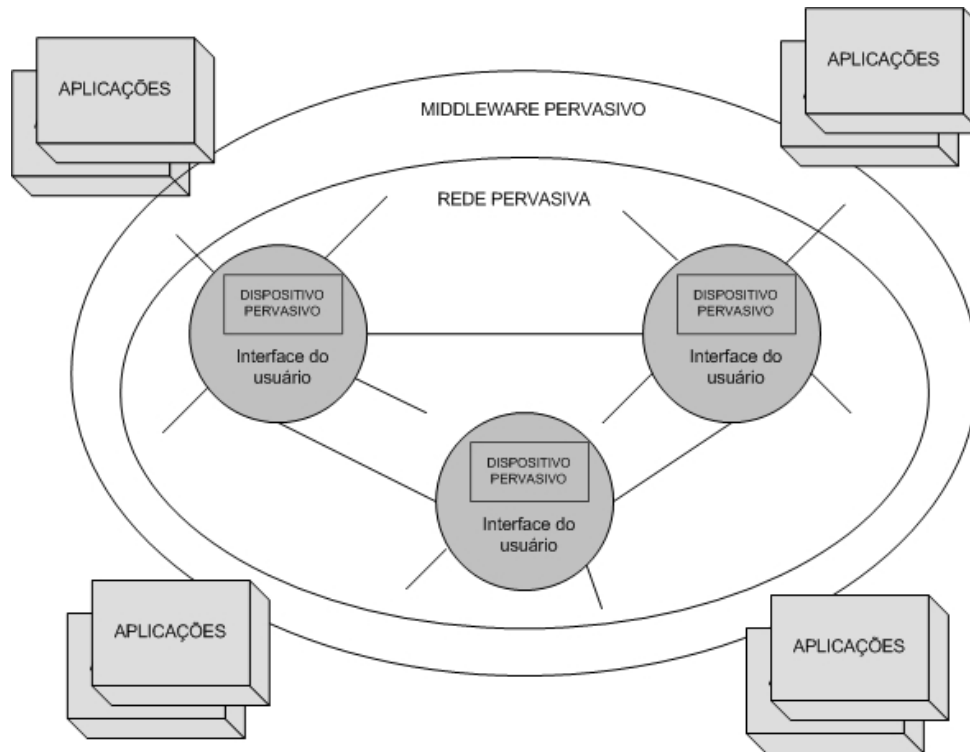 APLICAÇÕES
APLICAÇÕES
MIDDLEWARE PERVASIVO
REDE PERVASIVA
DISPOSITIVO
PERVASIVO
Interface do
usuário
DISPOSITIVO
PERVASIVO
Interface do
usuário
DISPOSITIVO
PERVASIVO
Interface do
usuário
APLICAÇÕES
APLICAÇÕES